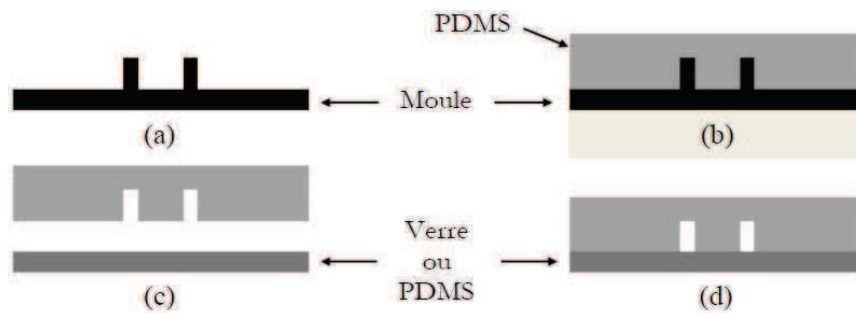 PDMS
Moule
(a)
(b)
Verre
ou
PDMS
(c)
(d)